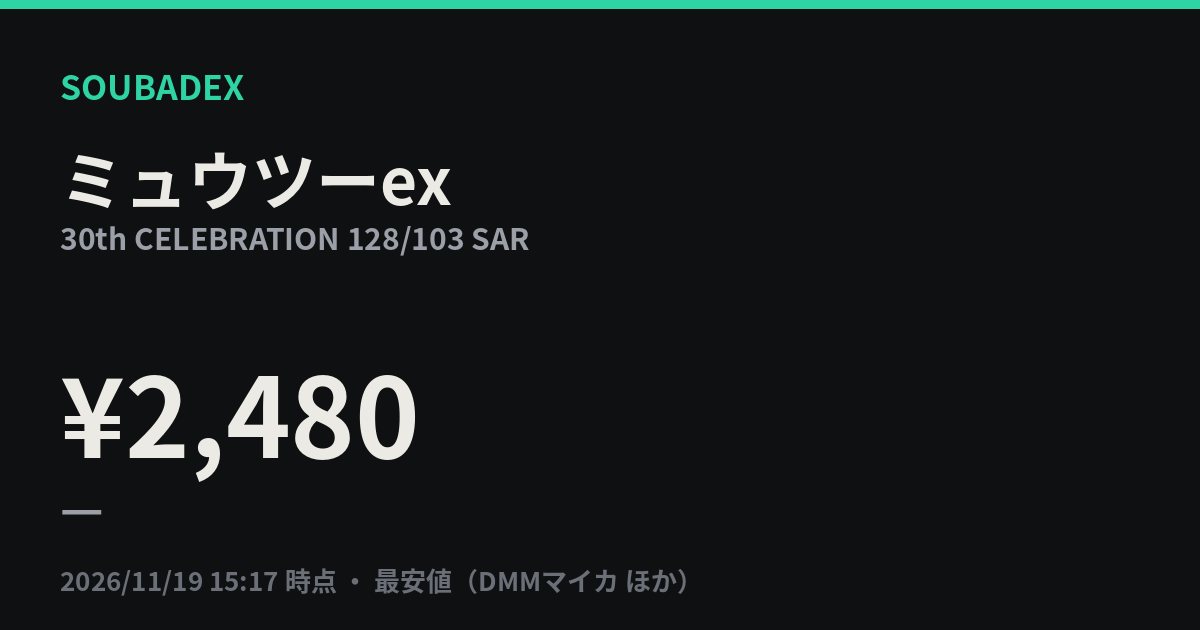 SOUBADEX
ミュウツーex
30th CELEBRATION 128/103 SAR
¥2,480
—
2026/11/19 15:17 時点 ・ 最安値（DMMマイカ ほか）